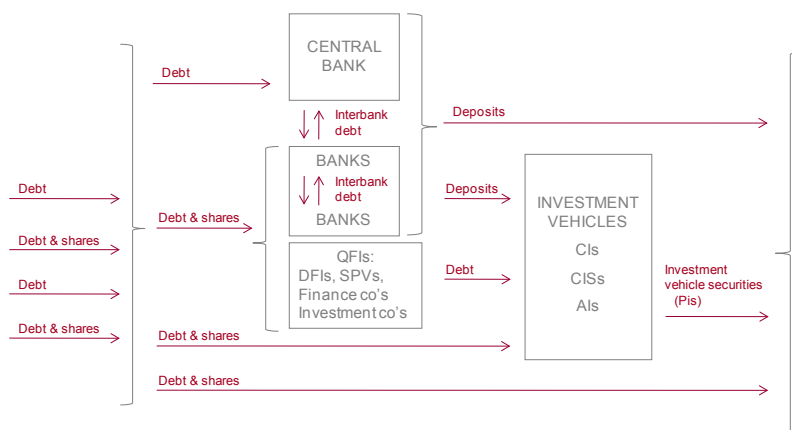 CENTRAL
BANK
Debt
Interbank
debt
Deposits
BANKS
Interbank
debt
BANKS
Debt
Deposits
INVESTMENT
VEHICLES
CIs
CISs
AIs
Debt & shares
Debt & shares
QFIs:
DFIs, SPVs,
Finance co's
Investment co's
Debt
Investment
vehicle securities
(Pis)
Debt
Debt & shares
Debt & shares
Debt & shares